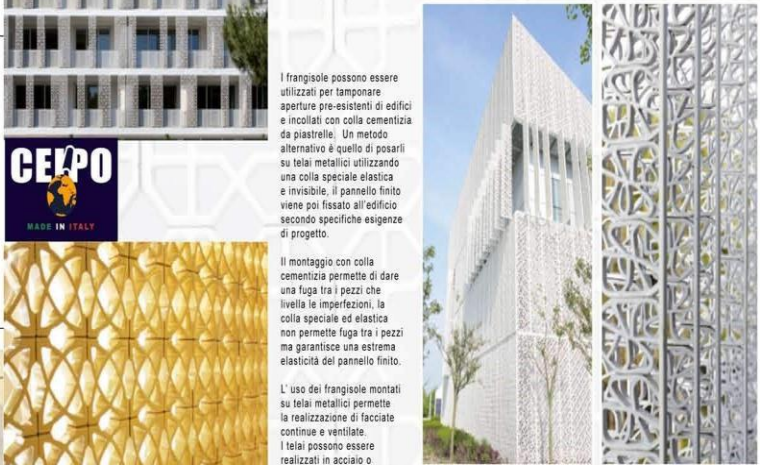 CEIPO
MADE IN ITALY
I frangisole possono essere
utilizzati per tamponare
aperture pre-esistenti di edifici
e incollati con colla cementizia
da piastrelle. Un metodo
alternativo è quello di posarli
su telai metallici utilizzando
una colla speciale elastica
e invisibile, il pannello finito
viene poi fissato all'edificio
secondo specifiche esigenze
di progetto.
Il montaggio con colla
cementizia permette di dare
una fuga tra i pezzi che
livella le imperfezioni, la
colla speciale ed elastica
non permette fuga tra i pezzi
ma garantisce una estrema
elasticità del pannello finito.
L' uso dei frangisole montati
su telai metallici permette
la realizzazione di facciate
continue e ventilate.
I telai possono essere
realizzati in acciaio o